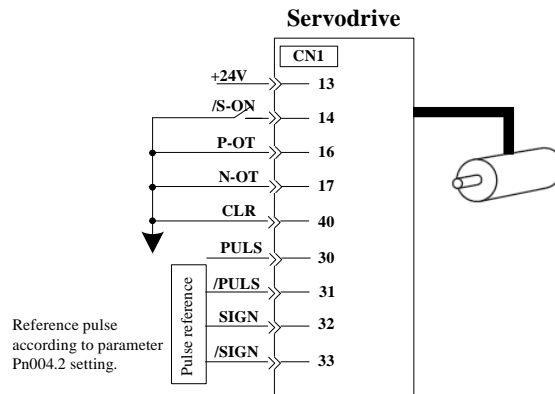 Servodrive
CN1
+24V 13
/S-ON 14
P-OT 16
N-OT 17
CLR 40
PULS 30
/PULS 31
SIGN 32
/SIGN 33
Pulse reference
Reference pulse
according to parameter
Pn004.2 setting.